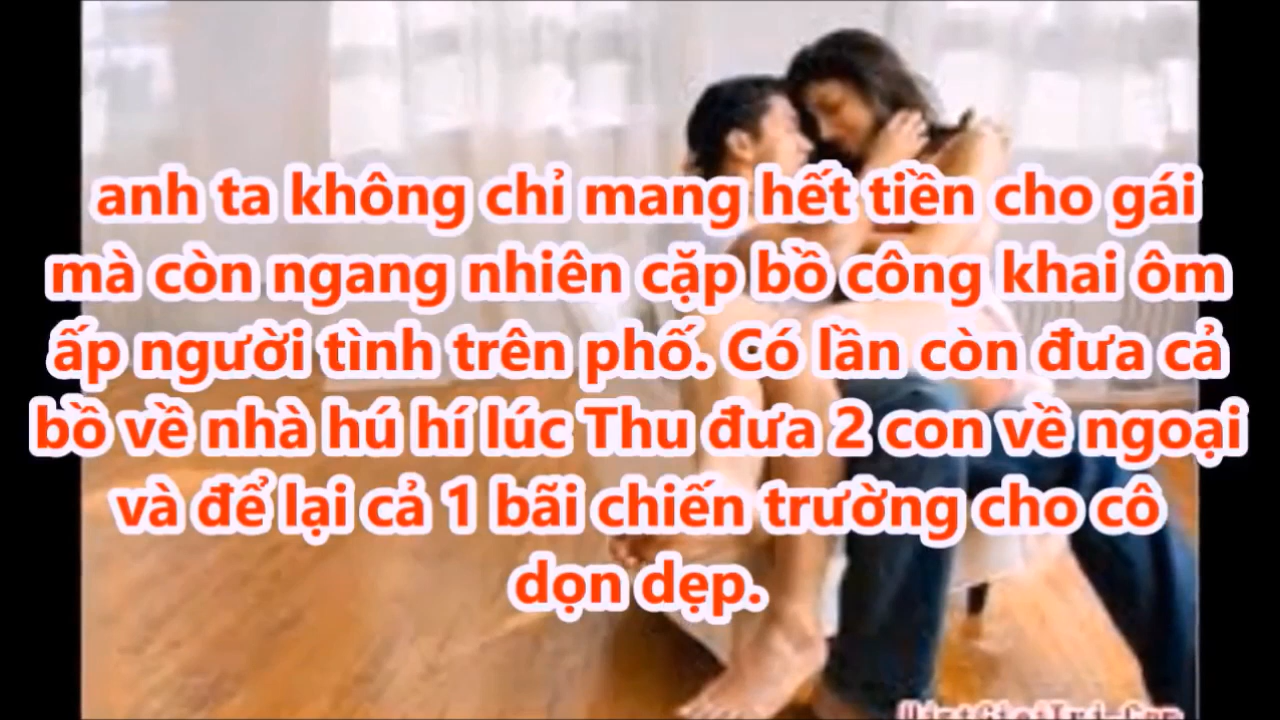 anh ta không chỉ mang hết tiền cho gái
mà còn ngang nhiên cặp bồ công khai ôm
ấp người tình trên phố. Có lần còn đưa cả
bồ về nhà hú hí lúc Thu đưa 2 con về ngoại
và để lại cả 1 bãi chiến trường cho cô
dọn dẹp.